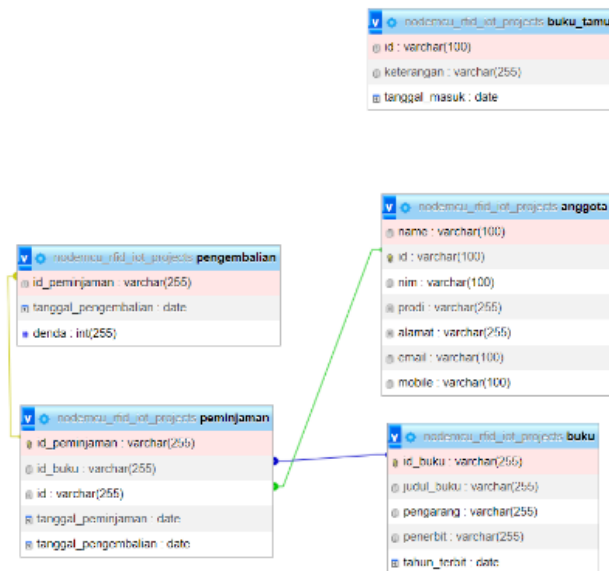 nodemcu_rfid_iot_projects buku_tamu
id : varchar(100)
keterangan : varchar(255)
tanggal_masuk : date
nodemcu_rfid_iot_projects anggota
name : varchar(100)
id : varchar(100)
nim : varchar(100)
prodi : varchar(255)
alamat : varchar(255)
email : varchar(100)
mobile : varchar(100)
nodemcu_rfid_iot_projects pengembalian
id_peminjaman : varchar(255)
tanggal_pengembalian : date
denda : int(255)
nodemcu_rfid_iot_projects peminjaman
id_peminjaman : varchar(255)
id_buku : varchar(255)
id : varchar(255)
tanggal_peminjaman : date
tanggal_pengembalian : date
nodemcu_rfid_iot_projects buku
id_buku : varchar(255)
judul_buku : varchar(255)
pengarang : varchar(255)
penerbit : varchar(255)
tahun_terbit : date